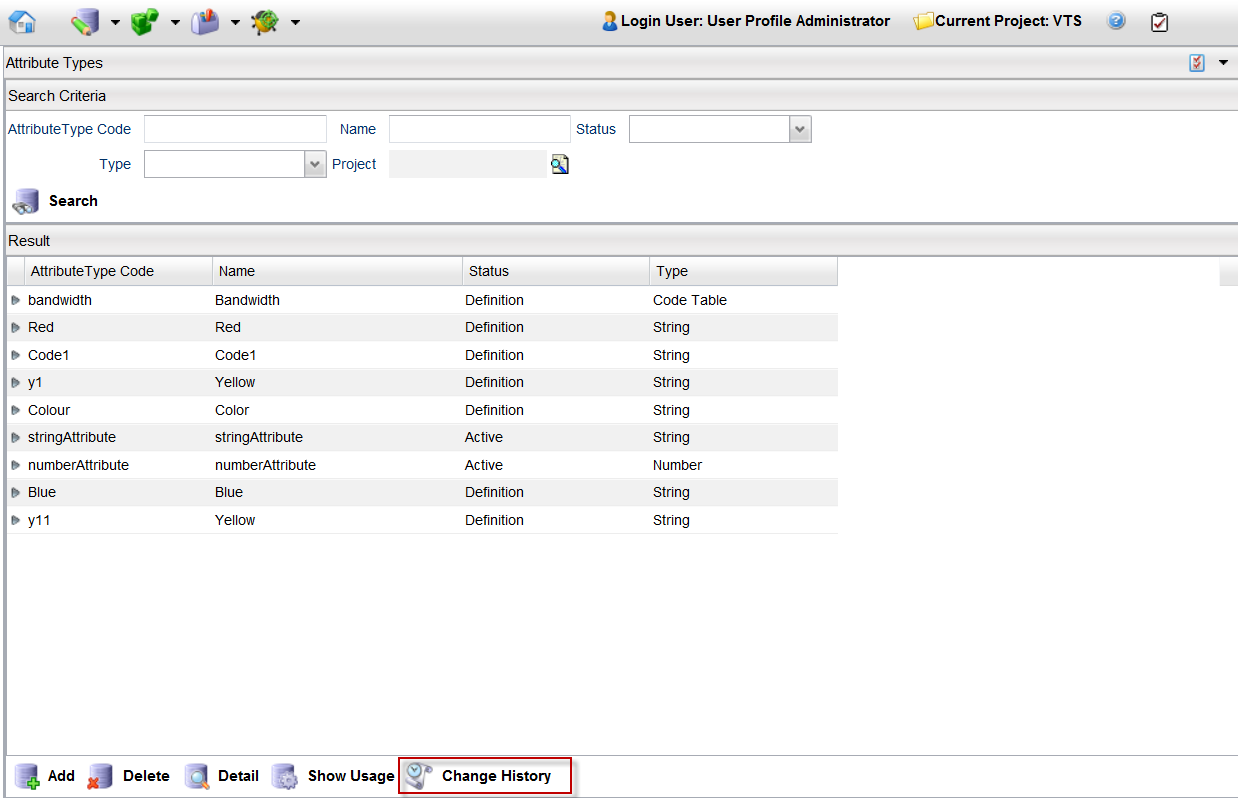 Login User: User Profile Administrator Current Project: VTS
Attribute Types
Search Criteria
AttributeType Code Name Status
Type Project
Search
Result
AttributeType Code Name Status Type
bandwidth Bandwidth Definition Code Table
Red Red Definition String
Code1 Code1 Definition String
y1 Yellow Definition String
Colour Color Definition String
stringAttribute stringAttribute Active String
numberAttribute numberAttribute Active Number
Blue Blue Definition String
y11 Yellow Definition String
Add Delete Detail Show Usage Change History